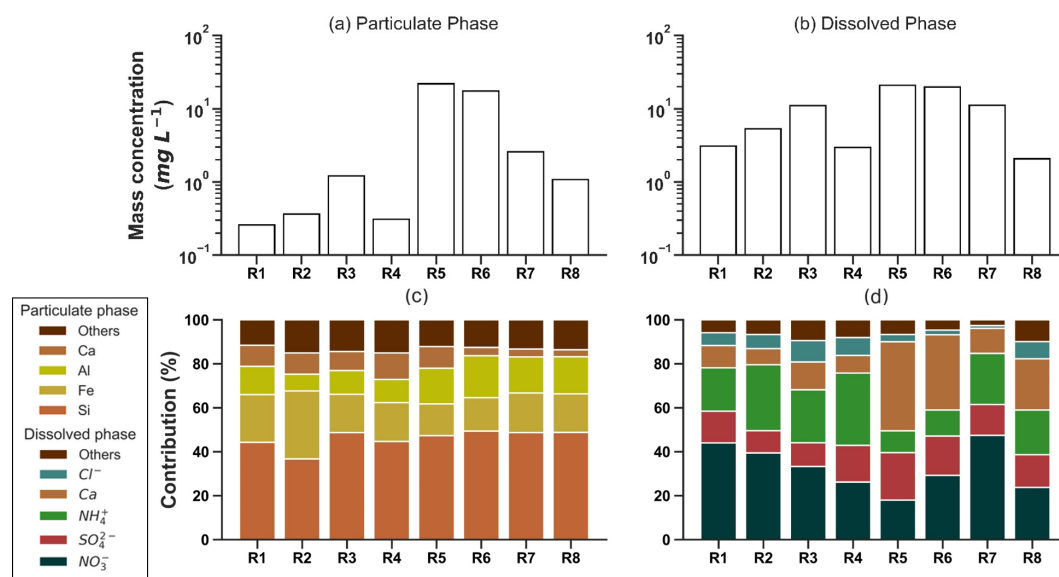 (a) Particulate Phase
(b) Dissolved Phase
Mass concentration
(mg L⁻¹)
10²
10¹
10⁰
10⁻¹
R1 R2 R3 R4 R5 R6 R7 R8
10²
10¹
10⁰
10⁻¹
R1 R2 R3 R4 R5 R6 R7 R8
(c)
(d)
Particulate phase
Others
Ca
Al
Fe
Si
Dissolved phase
Others
Cl⁻
Ca
NH₄⁺
SO₄²⁻
NO₃⁻
Contribution (%)
100
80
60
40
20
0
R1 R2 R3 R4 R5 R6 R7 R8
100
80
60
40
20
0
R1 R2 R3 R4 R5 R6 R7 R8